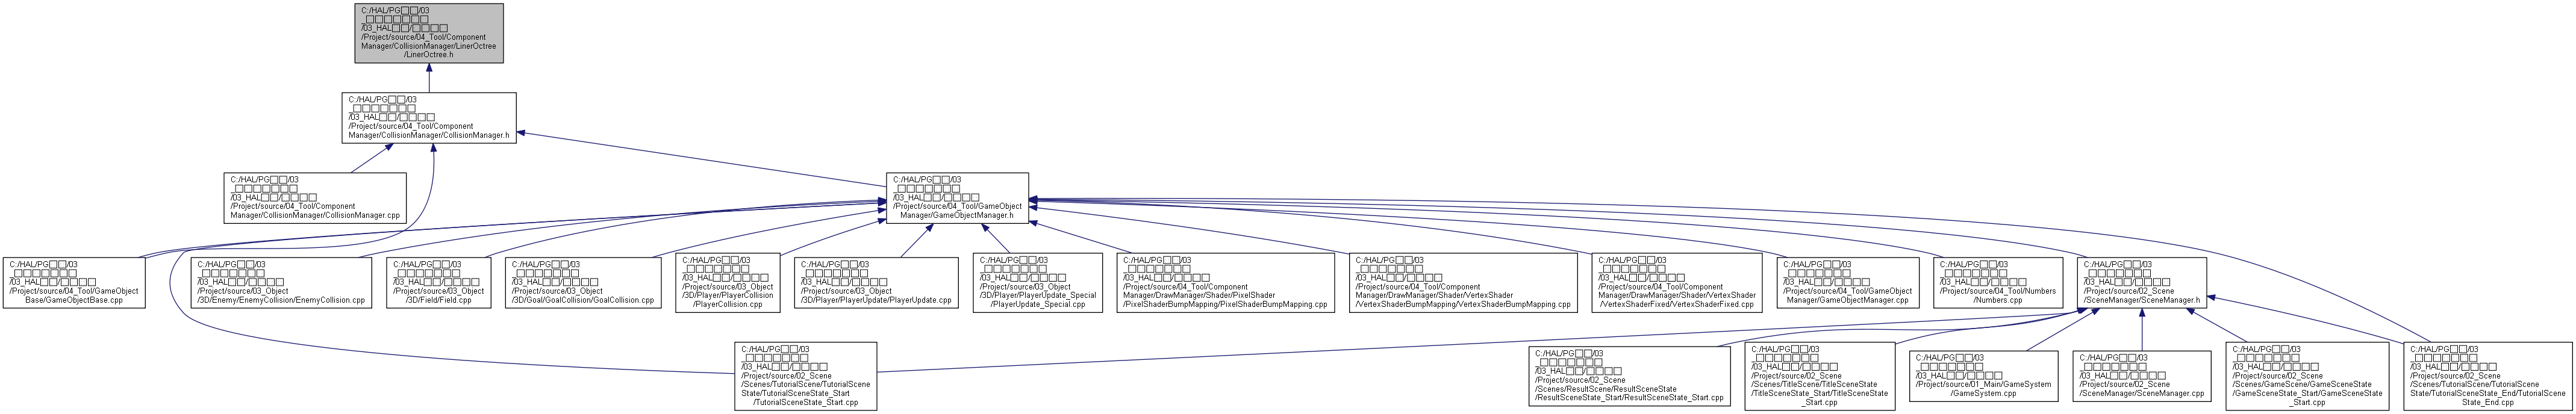 C:/HAL/PG□□/03
_□□□□□□□
/03_HAL□□/□□□□
/Project/source/04_Tool/Component
Manager/CollisionManager/LinerOctree
/LinerOctree.h
C:/HAL/PG□□/03
_□□□□□□□
/03_HAL□□/□□□□
/Project/source/04_Tool/Component
Manager/CollisionManager/CollisionManager.h
C:/HAL/PG□□/03
_□□□□□□□
/03_HAL□□/□□□□
/Project/source/04_Tool/Component
Manager/CollisionManager/CollisionManager.cpp
C:/HAL/PG□□/03
_□□□□□□□
/03_HAL□□/□□□□
/Project/source/04_Tool/GameObject
Manager/GameObjectManager.h
C:/HAL/PG□□/03
_□□□□□□□
/03_HAL□□/□□□□
/Project/source/04_Tool/GameObject
Base/GameObjectBase.cpp
C:/HAL/PG□□/03
_□□□□□□□
/03_HAL□□/□□□□
/Project/source/03_Object
/3D/Enemy/EnemyCollision/EnemyCollision.cpp
C:/HAL/PG□□/03
_□□□□□□□
/03_HAL□□/□□□□
/Project/source/03_Object
/3D/Field/Field.cpp
C:/HAL/PG□□/03
_□□□□□□□
/03_HAL□□/□□□□
/Project/source/03_Object
/3D/Goal/GoalCollision/GoalCollision.cpp
C:/HAL/PG□□/03
_□□□□□□□
/03_HAL□□/□□□□
/Project/source/03_Object
/3D/Player/PlayerCollision
/PlayerCollision.cpp
C:/HAL/PG□□/03
_□□□□□□□
/03_HAL□□/□□□□
/Project/source/03_Object
/3D/Player/PlayerUpdate/PlayerUpdate.cpp
C:/HAL/PG□□/03
_□□□□□□□
/03_HAL□□/□□□□
/Project/source/03_Object
/3D/Player/PlayerUpdate_Special
/PlayerUpdate_Special.cpp
C:/HAL/PG□□/03
_□□□□□□□
/03_HAL□□/□□□□
/Project/source/04_Tool/Component
Manager/DrawManager/Shader/PixelShader
/PixelShaderBumpMapping/PixelShaderBumpMapping.cpp
C:/HAL/PG□□/03
_□□□□□□□
/03_HAL□□/□□□□
/Project/source/04_Tool/Component
Manager/DrawManager/Shader/VertexShader
/VertexShaderBumpMapping/VertexShaderBumpMapping.cpp
C:/HAL/PG□□/03
_□□□□□□□
/03_HAL□□/□□□□
/Project/source/04_Tool/Component
Manager/DrawManager/Shader/VertexShader
/VertexShaderFixed/VertexShaderFixed.cpp
C:/HAL/PG□□/03
_□□□□□□□
/03_HAL□□/□□□□
/Project/source/04_Tool/GameObject
Manager/GameObjectManager.cpp
C:/HAL/PG□□/03
_□□□□□□□
/03_HAL□□/□□□□
/Project/source/04_Tool/Numbers
/Numbers.cpp
C:/HAL/PG□□/03
_□□□□□□□
/03_HAL□□/□□□□
/Project/source/02_Scene
/SceneManager/SceneManager.h
C:/HAL/PG□□/03
_□□□□□□□
/03_HAL□□/□□□□
/Project/source/02_Scene
/Scenes/TutorialScene/TutorialScene
State/TutorialSceneState_Start
/TutorialSceneState_Start.cpp
C:/HAL/PG□□/03
_□□□□□□□
/03_HAL□□/□□□□
/Project/source/02_Scene
/Scenes/ResultScene/ResultSceneState
/ResultSceneState_Start/ResultSceneState_Start.cpp
C:/HAL/PG□□/03
_□□□□□□□
/03_HAL□□/□□□□
/Project/source/02_Scene
/Scenes/TitleScene/TitleSceneState
/TitleSceneState_Start/TitleSceneState
_Start.cpp
C:/HAL/PG□□/03
_□□□□□□□
/03_HAL□□/□□□□
/Project/source/01_Main/GameSystem
/GameSystem.cpp
C:/HAL/PG□□/03
_□□□□□□□
/03_HAL□□/□□□□
/Project/source/02_Scene
/SceneManager/SceneManager.cpp
C:/HAL/PG□□/03
_□□□□□□□
/03_HAL□□/□□□□
/Project/source/02_Scene
/Scenes/GameScene/GameSceneState
/GameSceneState_Start/GameSceneState
_Start.cpp
C:/HAL/PG□□/03
_□□□□□□□
/03_HAL□□/□□□□
/Project/source/02_Scene
/Scenes/TutorialScene/TutorialScene
State/TutorialSceneState_End/TutorialScene
State_End.cpp